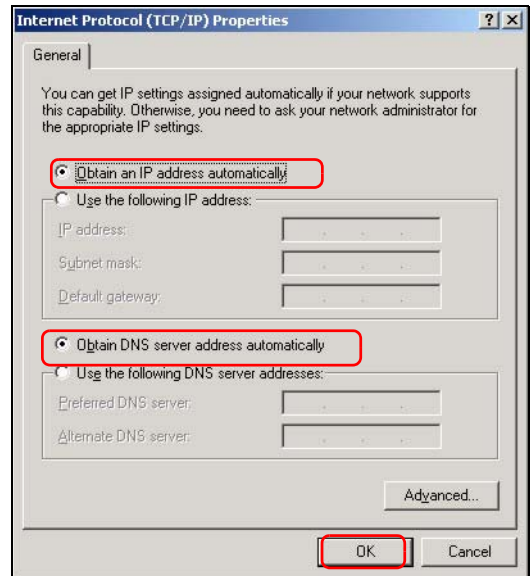 Internet Protocol (TCP/IP) Properties
General
You can get IP settings assigned automatically if your network supports
this capability. Otherwise, you need to ask your network administrator for
the appropriate IP settings.
Obtain an IP address automatically
Use the following IP address:
IP address:
Subnet mask:
Default gateway:
Obtain DNS server address automatically
Use the following DNS server addresses:
Preferred DNS server:
Alternate DNS server:
Advanced...
OK Cancel